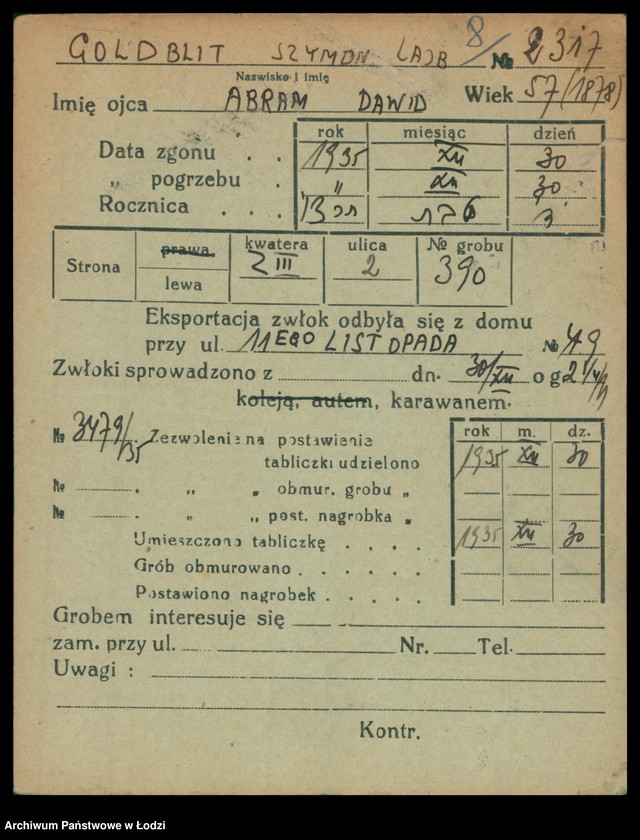 GOLDBLIT SZYMON LAJB 8/ № 2317
Nazwisko i imię
Imię ojca ABRAM DAWID Wiek 57 (1878)
rok miesiąc dzień
Data zgonu . . 1935 XII 30
„ pogrzebu . „ XII 30
Rocznica . . .
Strona prawa, lewa kwatera ulica № grobu
2 III 2 390
Eksportacja zwłok odbyła się z domu
przy ul. 11EGO LISTOPADA № 49
Zwłoki sprowadzono z dn. 30/XII o g.
koleją, autem, karawanem.
№ 3479/35 Zezwolenie na postawienie rok m. dz.
tabliczki udzielono 1935 XII 30
№ „ „ obmur. grobu „
№ „ „ post. nagrobka „
Umieszczono tabliczkę . . . . 1935 XII 30
Grób obmurowano . . . . .
Postawiono nagrobek . . . . .
Grobem interesuje się
zam. przy ul. Nr. Tel.
Uwagi :
Kontr.
Archiwum Państwowe w Łodzi